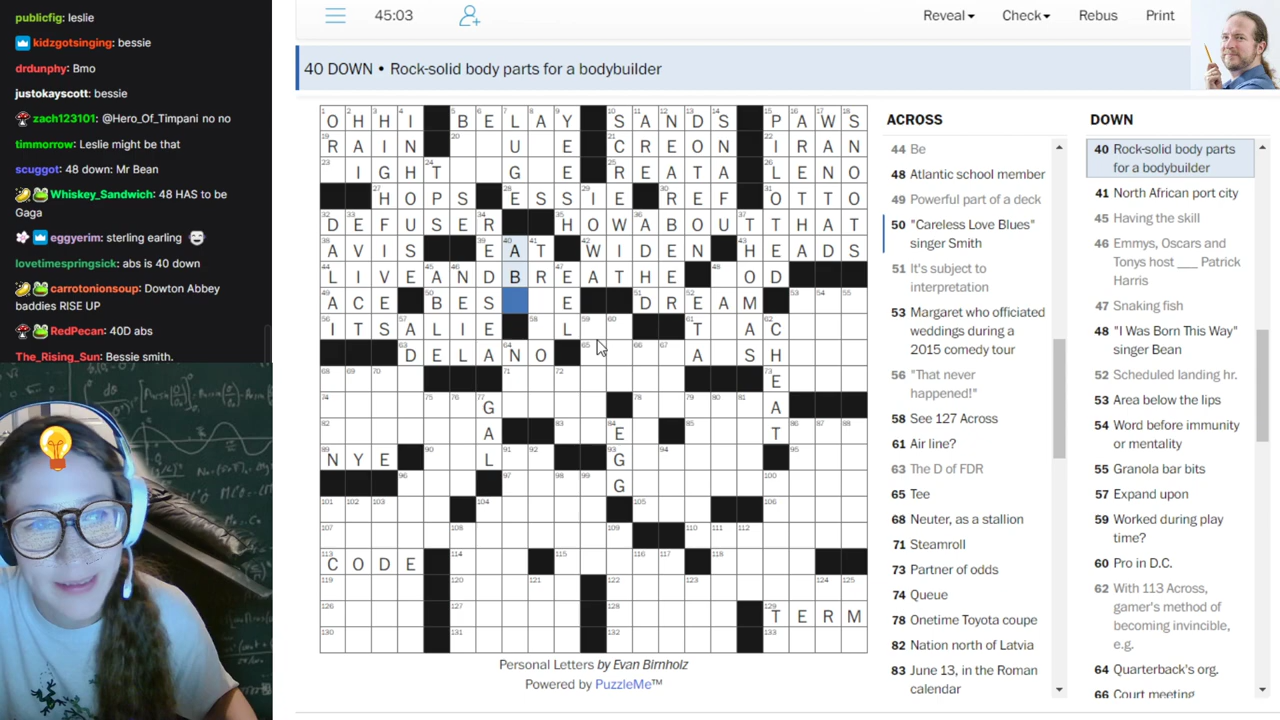 publicfig: leslie
kidzgotsinging: bessie
drdunphy: Bmo
justokayscott: bessie
zach123101: @Hero_Of_Timpani no no
timmorrow: Leslie might be that
scuggot: 48 down: Mr Bean
Whiskey_Sandwich: 48 HAS to be
Gaga
eggyerim: sterling earling
lovetimespringsick: abs is 40 down
carrotonionsoup: Dowton Abbey
baddies RISE UP
RedPecan: 40D abs
The_Rising_Sun: Bessie smith.
45:03
Reveal
Check
Rebus
Print
40 DOWN • Rock-solid body parts for a bodybuilder
O H H I B E L A Y S A N D S P A W S
R A I N U E C R E O N I R A N
I G H T G E R E A T A L E N O
H O P S E S S I E R E F O T T O
D E F U S E R H O W A B O U T T H A T
A V I S E A T W I D E N H E A D S
L I V E A N D B R E A T H E O D
A C E B E S E D R E A M
I T S A L I E L T A C
D E L A N O A S H
E
G A
A E T
N Y E L G
G
C O D E
T E R M
Personal Letters by Evan Birnholz
Powered by PuzzleMe™
ACROSS
44 Be
48 Atlantic school member
49 Powerful part of a deck
50 "Careless Love Blues"
singer Smith
51 It's subject to
interpretation
53 Margaret who officiated
weddings during a
2015 comedy tour
56 "That never
happened!"
58 See 127 Across
61 Air line?
63 The D of FDR
65 Tee
68 Neuter, as a stallion
71 Steamroll
73 Partner of odds
74 Queue
78 Onetime Toyota coupe
82 Nation north of Latvia
83 June 13, in the Roman
calendar
DOWN
40 Rock-solid body parts
for a bodybuilder
41 North African port city
45 Having the skill
46 Emmys, Oscars and
Tonys host ___ Patrick
Harris
47 Snaking fish
48 "I Was Born This Way"
singer Bean
52 Scheduled landing hr.
53 Area below the lips
54 Word before immunity
or mentality
55 Granola bar bits
57 Expand upon
59 Worked during play
time?
60 Pro in D.C.
62 With 113 Across,
gamer's method of
becoming invincible,
e.g.
64 Quarterback's org.
66 Court meeting